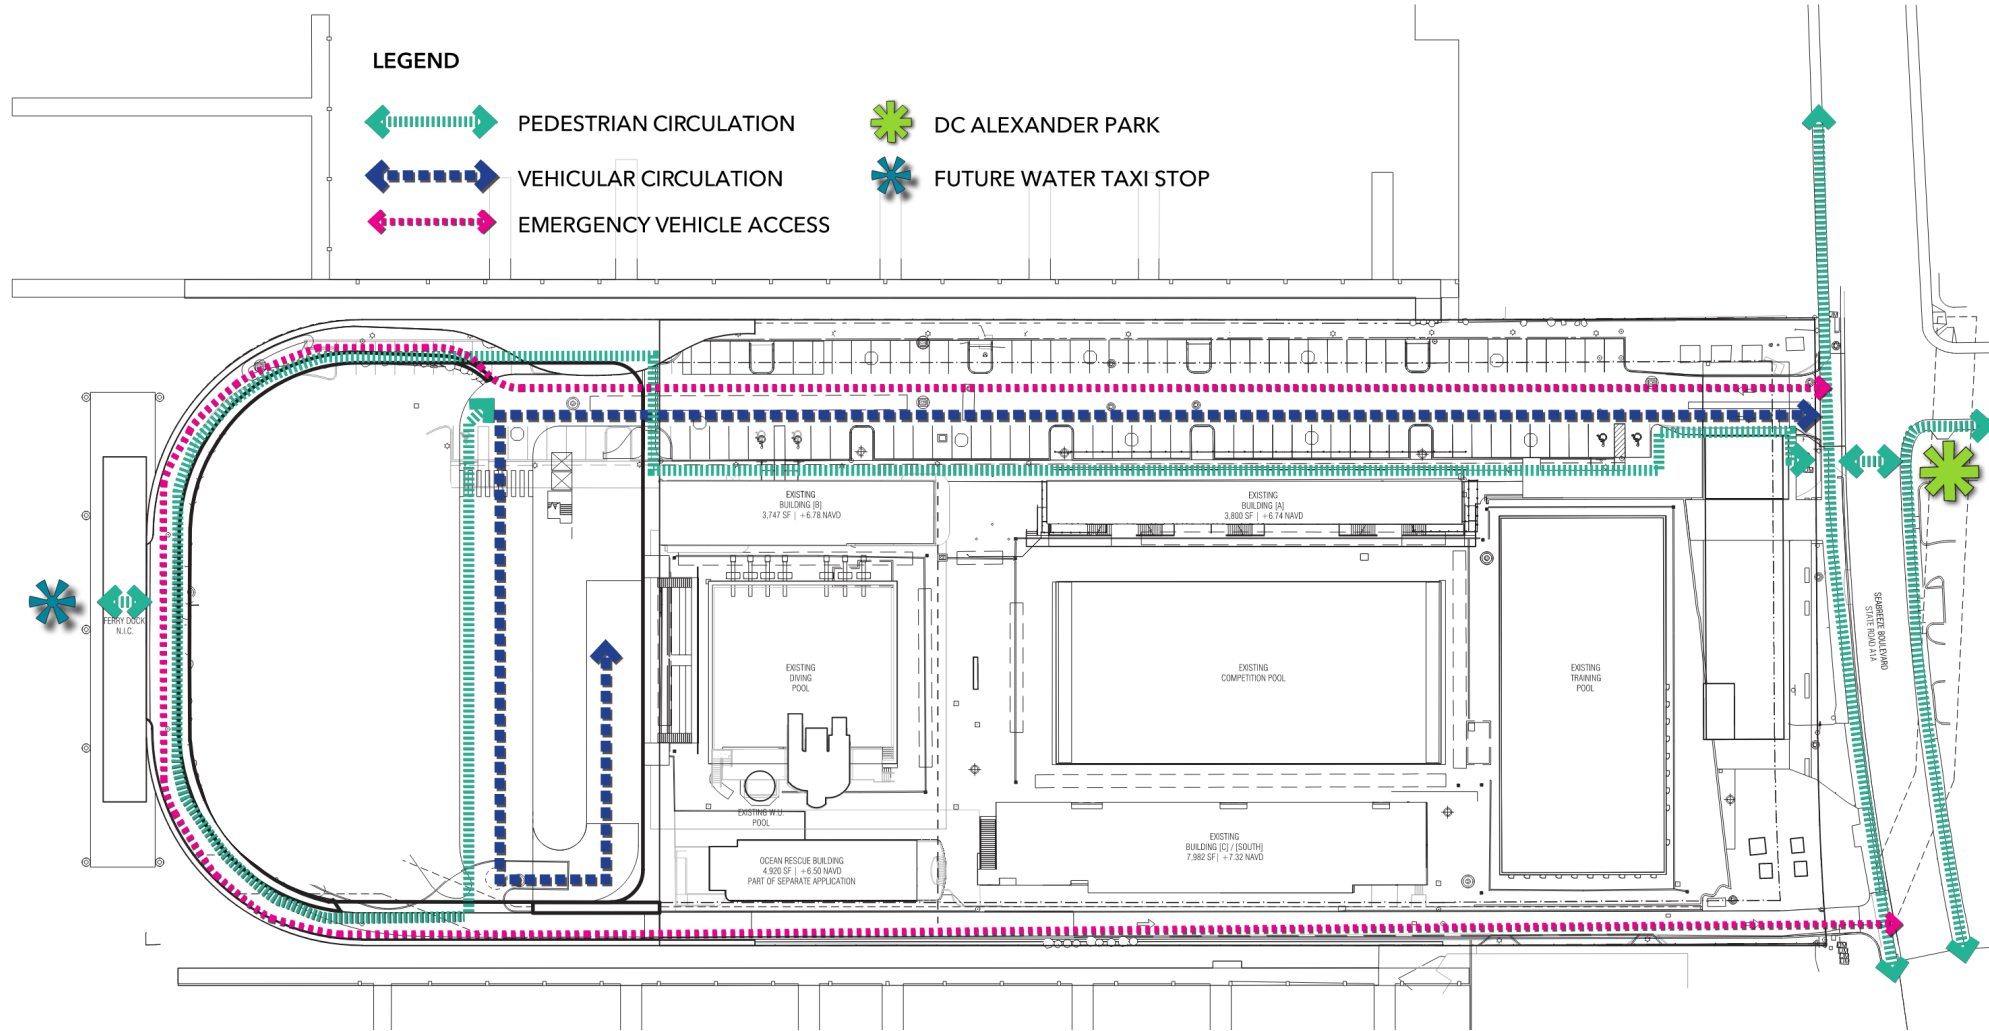 LEGEND
PEDESTRIAN CIRCULATION
DC ALEXANDER PARK
VEHICULAR CIRCULATION
FUTURE WATER TAXI STOP
EMERGENCY VEHICLE ACCESS
EXISTING
BUILDING [B]
3,747 SF | +6.78 NAVD
EXISTING
BUILDING [A]
3,800 SF | +6.74 NAVD
FERRY DOCK
N.I.C.
SEABREEZE BOULEVARD
STATE ROAD A1A
EXISTING
DIVING
POOL
EXISTING
COMPETITION POOL
EXISTING
TRAINING
POOL
EXISTING W.U.
POOL
OCEAN RESCUE BUILDING
4,920 SF | +6.50 NAVD
PART OF SEPARATE APPLICATION
EXISTING
BUILDING [C] / [SOUTH]
7,982 SF | +7.32 NAVD